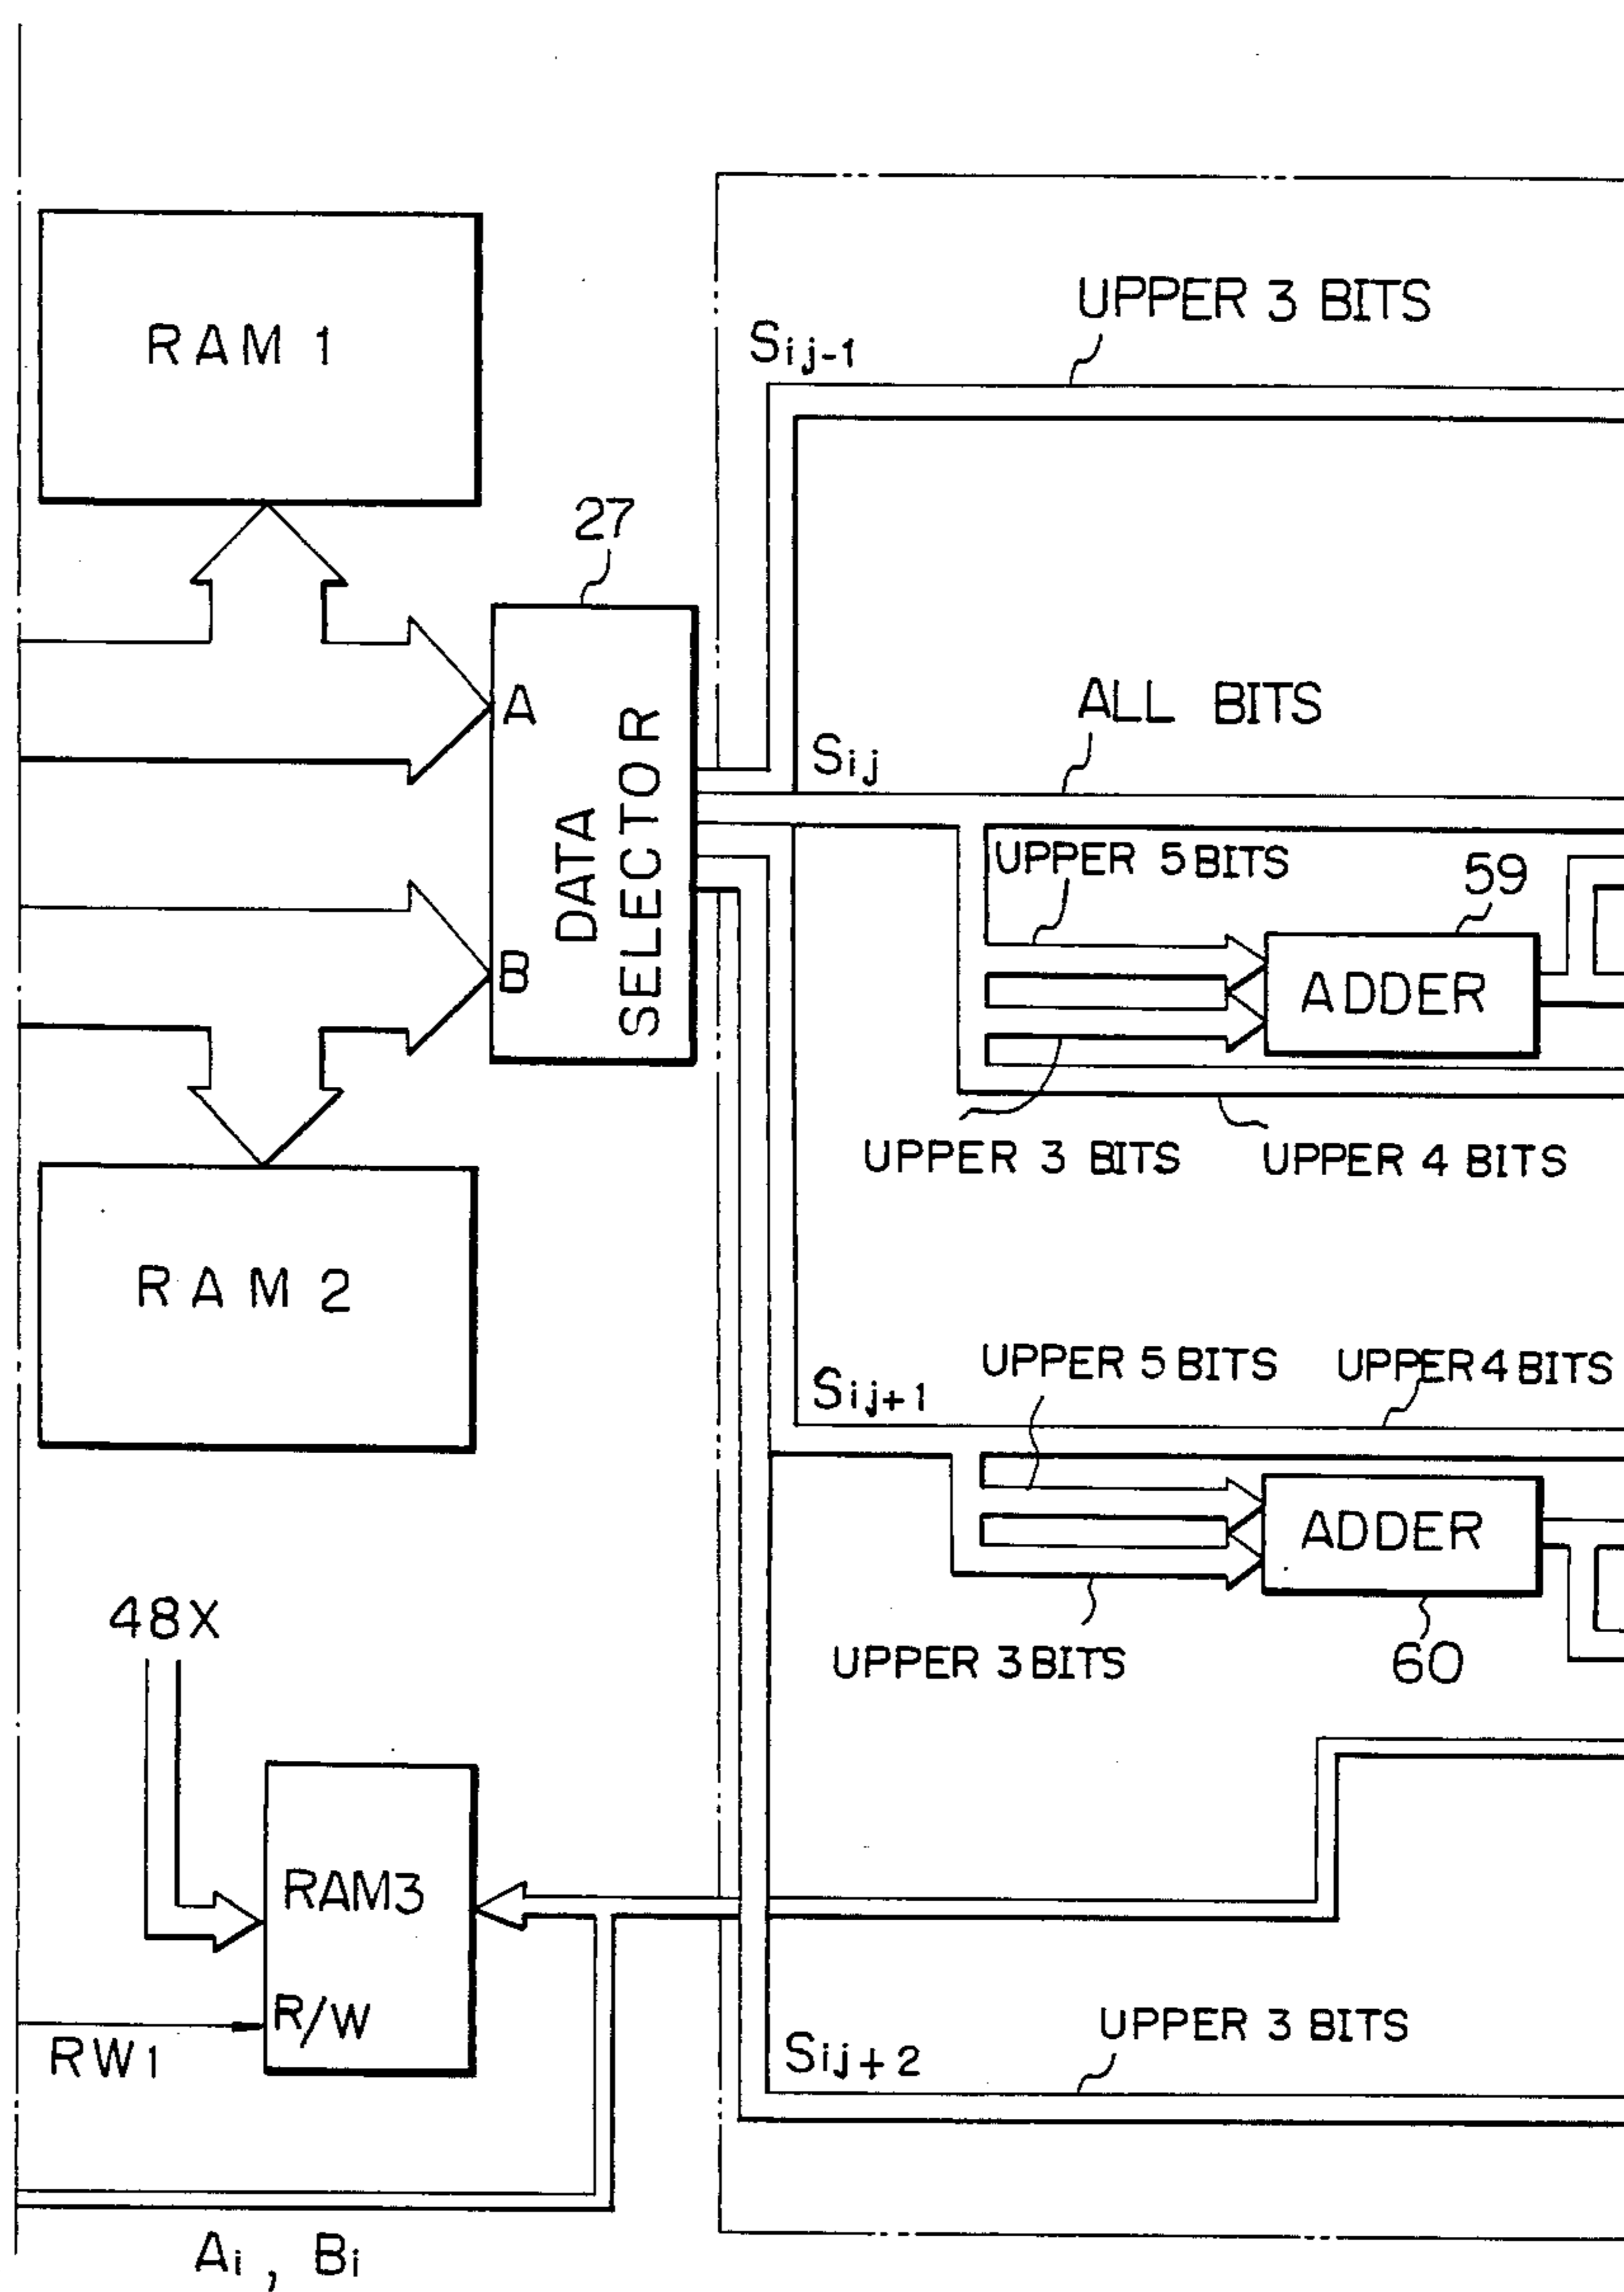 UPPER 3 BITS
RAM 1
Sij-1
27
ALL BITS
A
Sij
DATA
SELECTOR
UPPER 5 BITS
59
B
ADDER
UPPER 3 BITS
UPPER 4 BITS
RAM 2
UPPER 5 BITS
UPPER 4 BITS
Sij+1
ADDER
48X
UPPER 3 BITS
60
RAM3
R/W
RW1
UPPER 3 BITS
Sij+2
Ai, Bi